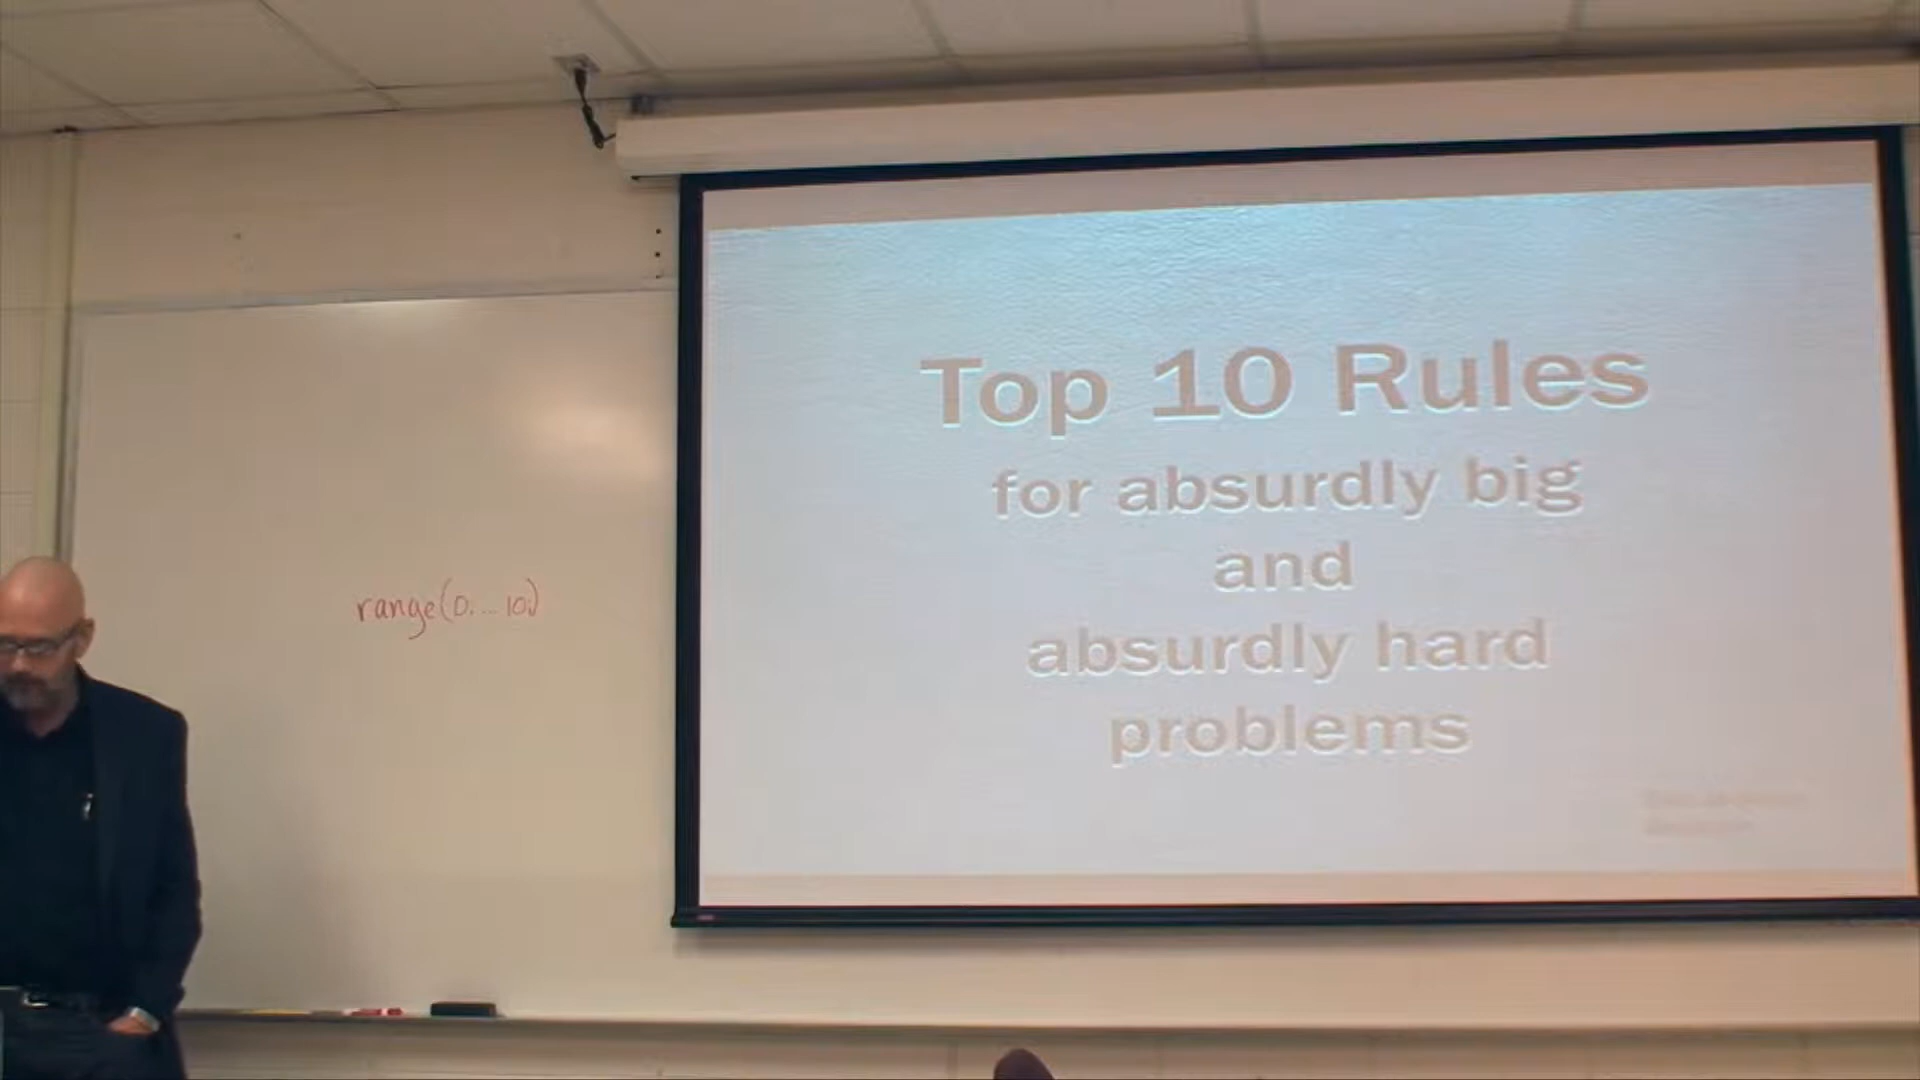 range(0....10)
Top 10 Rules
for absurdly big
and
absurdly hard
problems